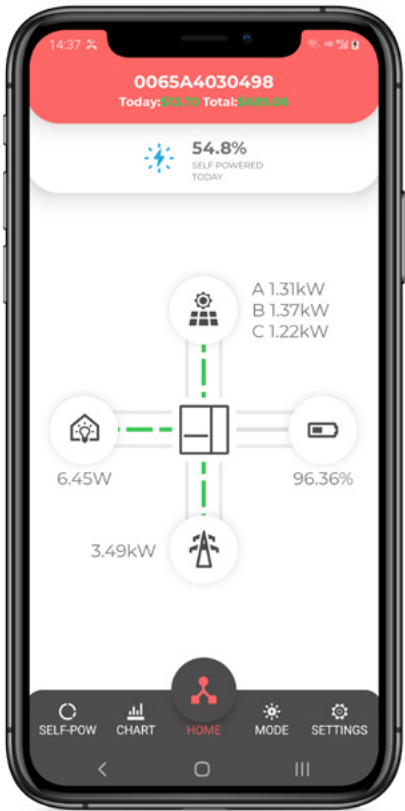 14:37
0065A4030498
Today:$13.70 Total:$689.06
54.8%
SELF POWERED
TODAY
A 1.31kW
B 1.37kW
C 1.22kW
6.45W
96.36%
3.49kW
SELF-POW
CHART
HOME
MODE
SETTINGS